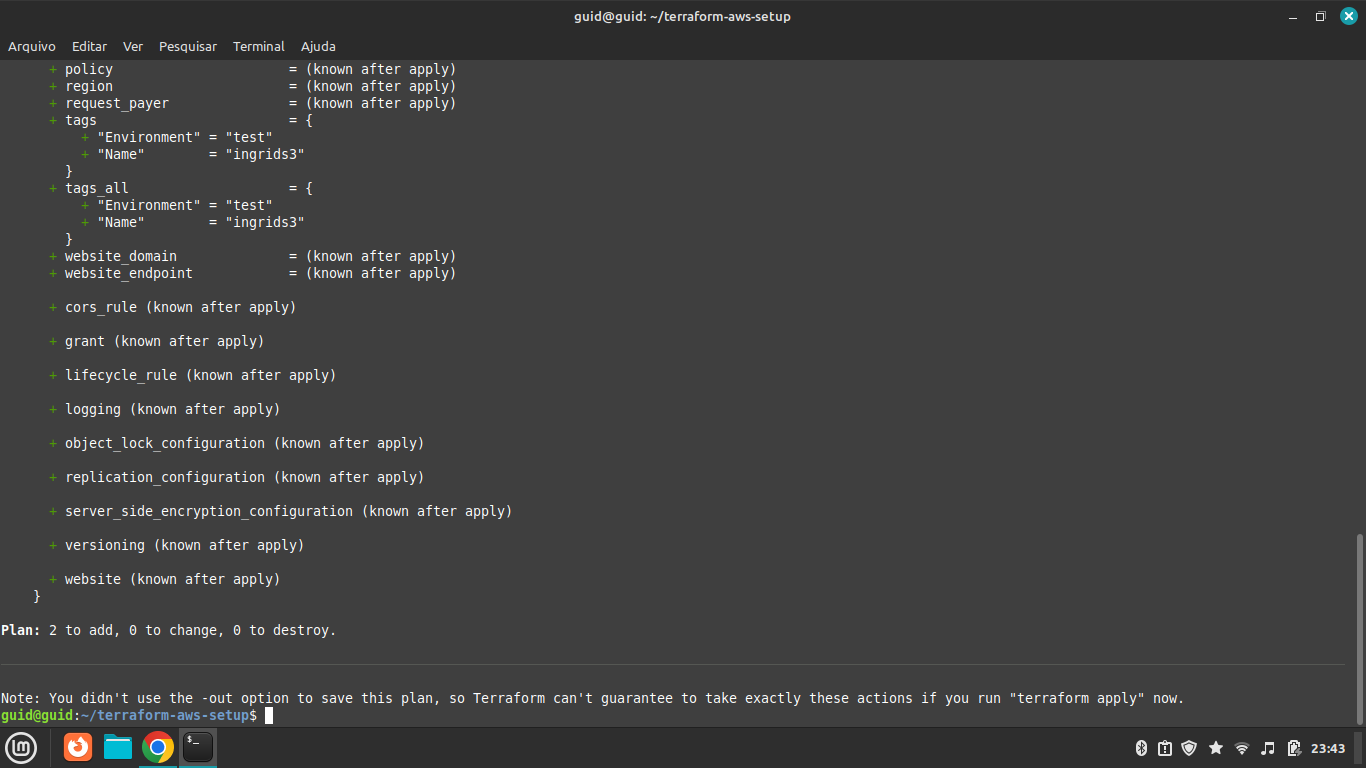 guid@guid: ~/terraform-aws-setup
Arquivo Editar Ver Pesquisar Terminal Ajuda
+ policy = (known after apply)
+ region = (known after apply)
+ request_payer = (known after apply)
+ tags = {
+ "Environment" = "test"
+ "Name" = "ingrids3"
}
+ tags_all = {
+ "Environment" = "test"
+ "Name" = "ingrids3"
}
+ website_domain = (known after apply)
+ website_endpoint = (known after apply)
+ cors_rule (known after apply)
+ grant (known after apply)
+ lifecycle_rule (known after apply)
+ logging (known after apply)
+ object_lock_configuration (known after apply)
+ replication_configuration (known after apply)
+ server_side_encryption_configuration (known after apply)
+ versioning (known after apply)
+ website (known after apply)
}
Plan: 2 to add, 0 to change, 0 to destroy.
Note: You didn't use the -out option to save this plan, so Terraform can't guarantee to take exactly these actions if you run "terraform apply" now.
guid@guid:~/terraform-aws-setup$
23:43